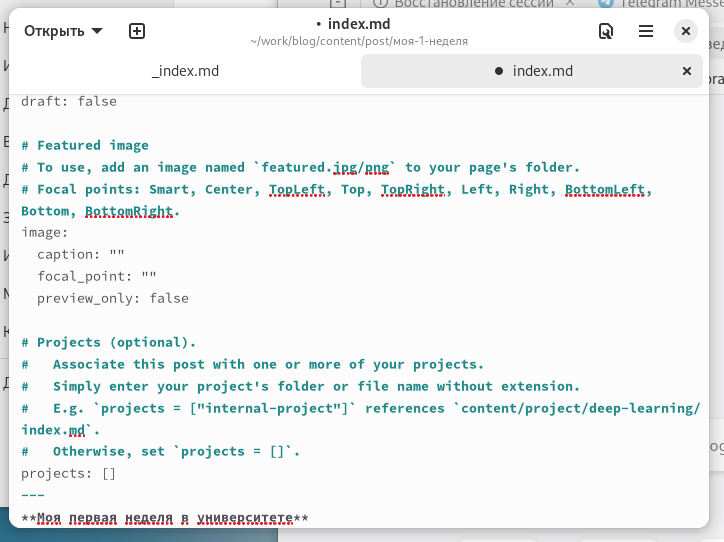 Восстановление сессии
Telegram Messe
Открыть
• index.md
~/work/blog/content/post/моя-1-неделя
_index.md
● index.md
draft: false
# Featured image
# To use, add an image named `featured.jpg/png` to your page's folder.
# Focal points: Smart, Center, TopLeft, Top, TopRight, Left, Right, BottomLeft,
Bottom, BottomRight.
image:
  caption: ""
  focal_point: ""
  preview_only: false
# Projects (optional).
#   Associate this post with one or more of your projects.
#   Simply enter your project's folder or file name without extension.
#   E.g. `projects = ["internal-project"]` references `content/project/deep-learning/
index.md`.
#   Otherwise, set `projects = []`.
projects: []
---
**Моя первая неделя в университете**